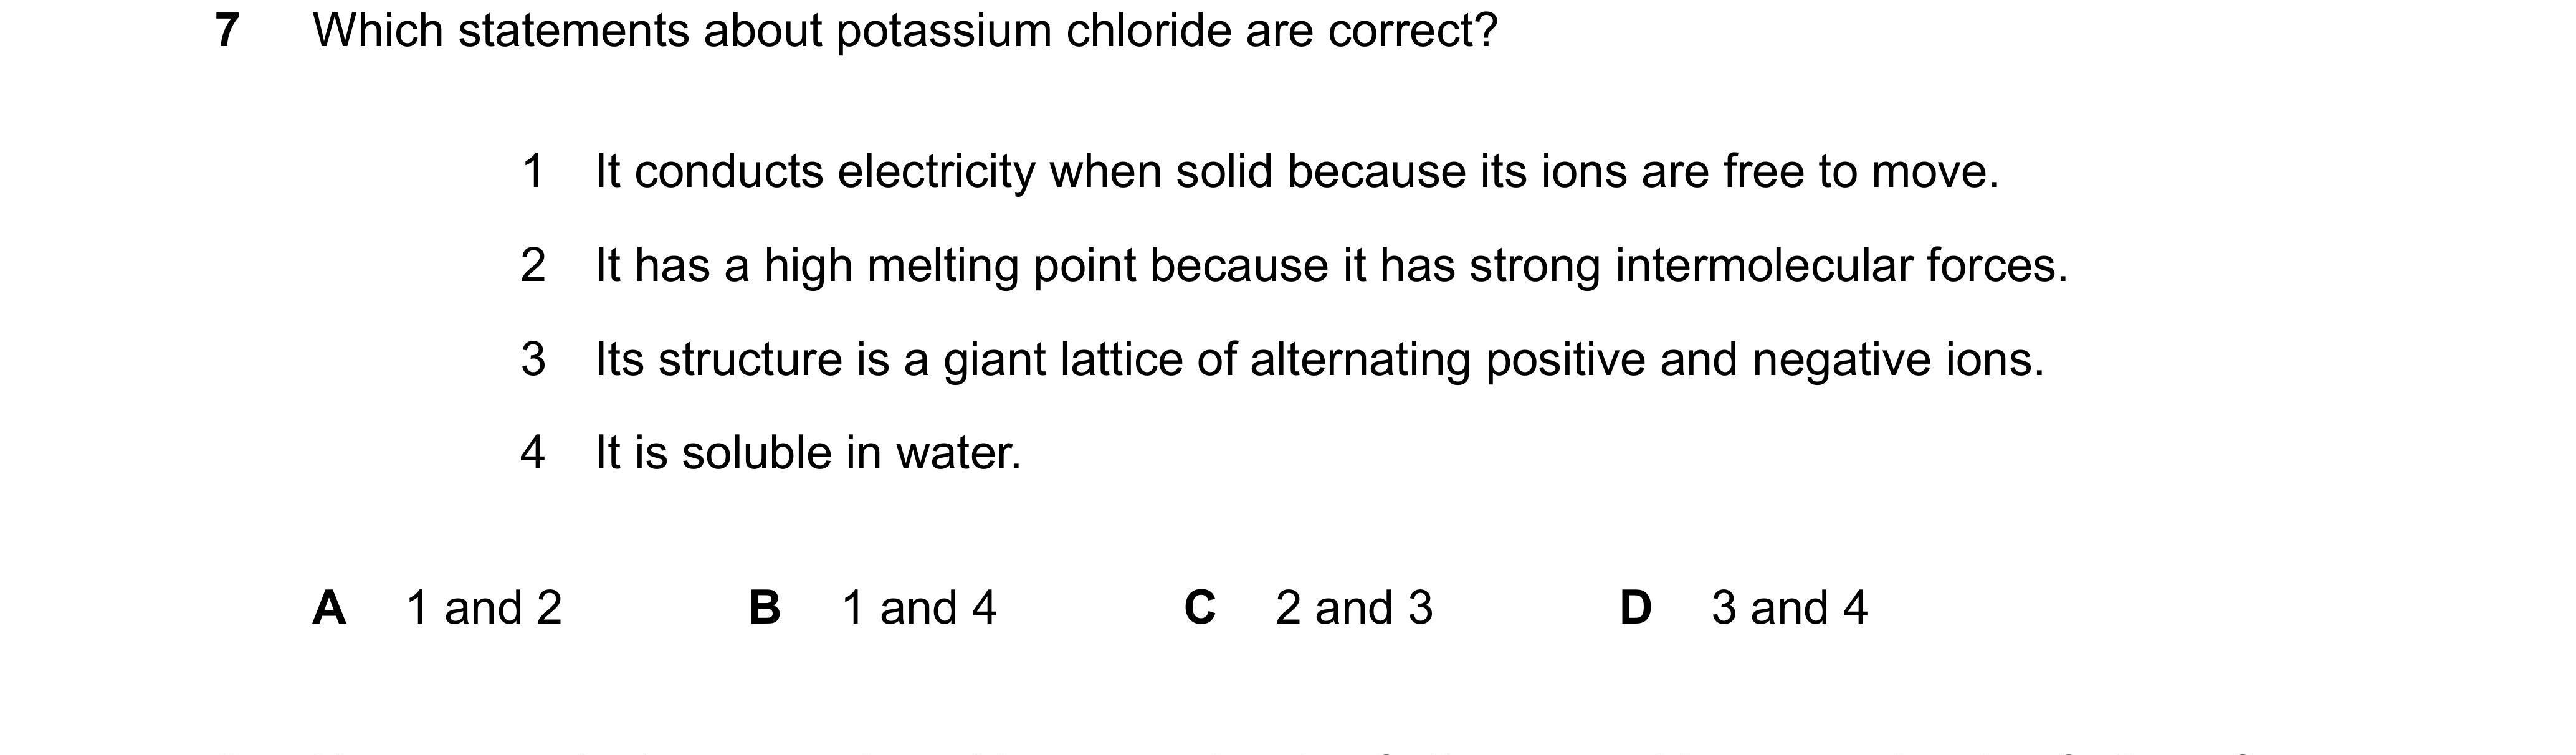 7 Which statements about potassium chloride are correct?
1 It conducts electricity when solid because its ions are free to move.
2 It has a high melting point because it has strong intermolecular forces.
3 Its structure is a giant lattice of alternating positive and negative ions.
4 It is soluble in water.
A 1 and 2 B 1 and 4 C 2 and 3 D 3 and 4